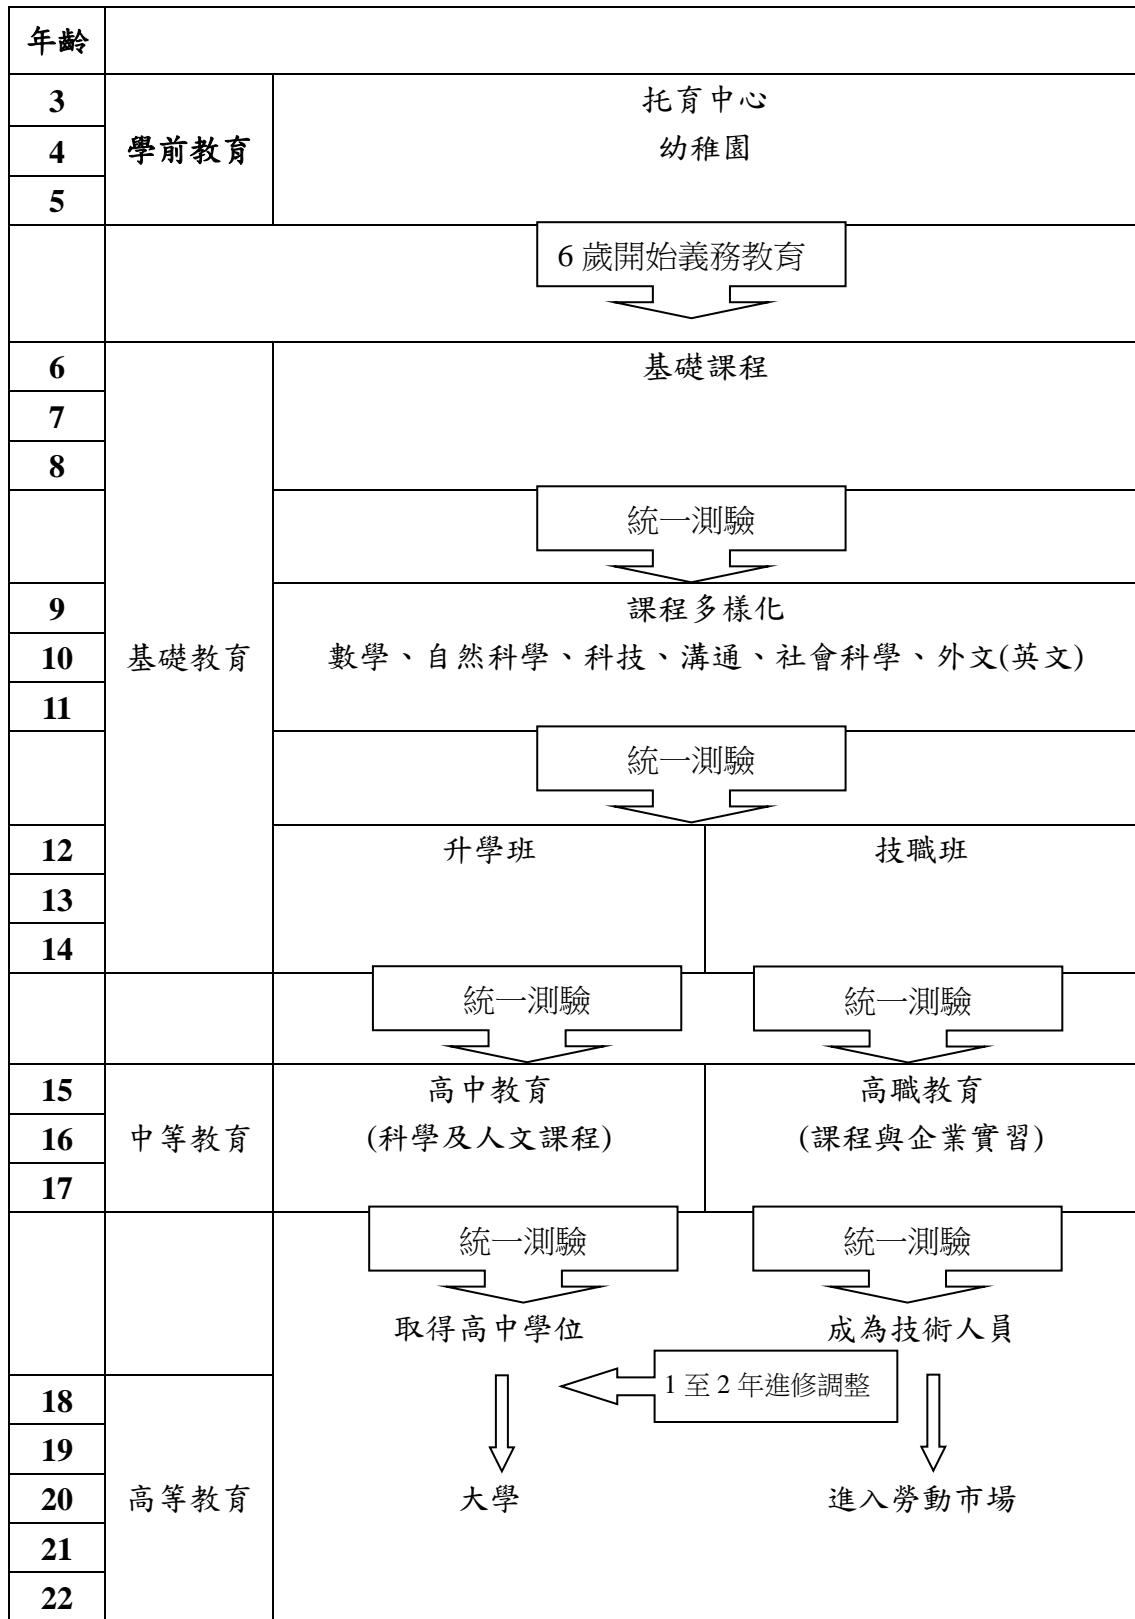 年齡
3
托育中心
4
學前教育
幼稚園
5
6 歲開始義務教育
6
基礎課程
7
8
統一測驗
9
課程多樣化
10
基礎教育
數學、自然科學、科技、溝通、社會科學、外文(英文)
11
統一測驗
12
升學班
技職班
13
14
統一測驗
統一測驗
15
高中教育
高職教育
16
中等教育
(科學及人文課程)
(課程與企業實習)
17
統一測驗
統一測驗
取得高中學位
成為技術人員
1 至 2 年進修調整
18
19
20
高等教育
大學
進入勞動市場
21
22